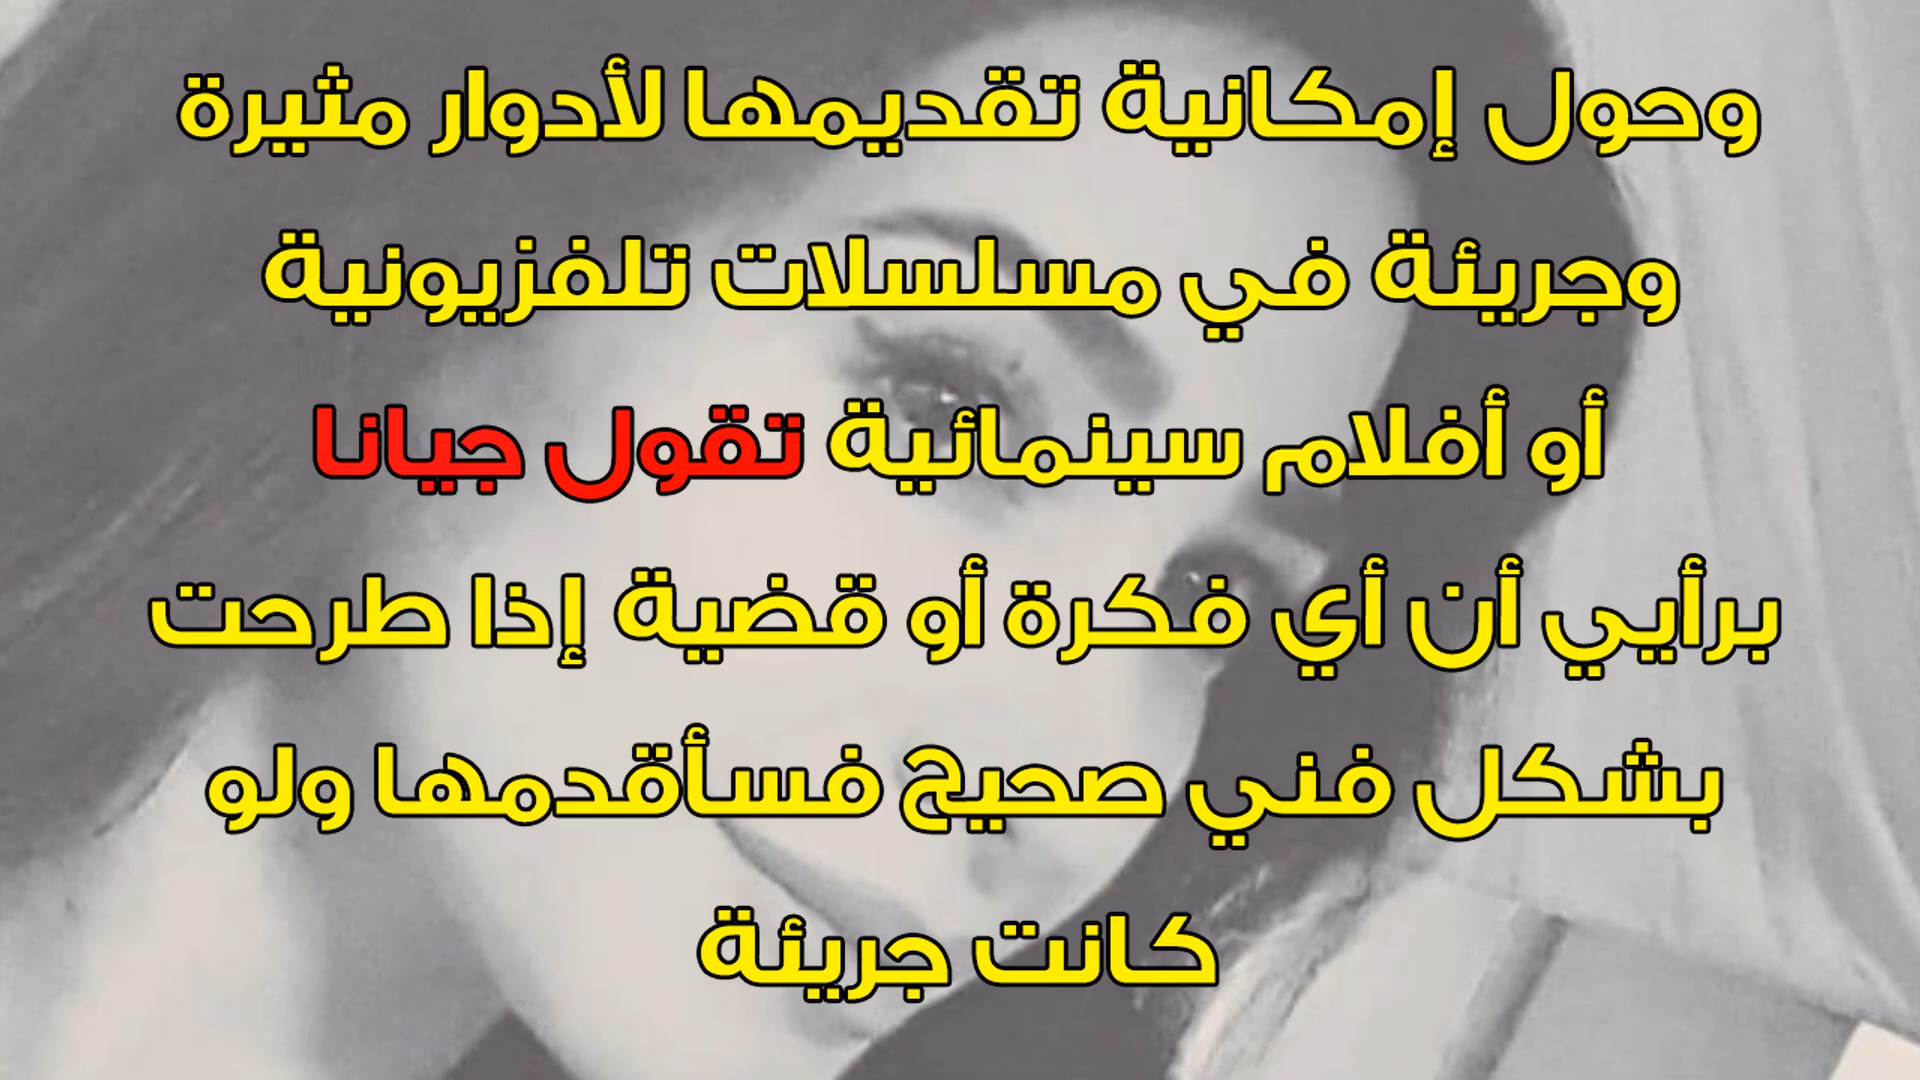 وحول إمكانية تقديمها لأدوار مثيرة
وجريئة في مسلسلات تلفزيونية
أو أفلام سينمائية تقول جيانا
برأيي أن أي فكرة أو قضية إذا طرحت
بشكل فني صحيح فسأقدمها ولو
كانت جريئة